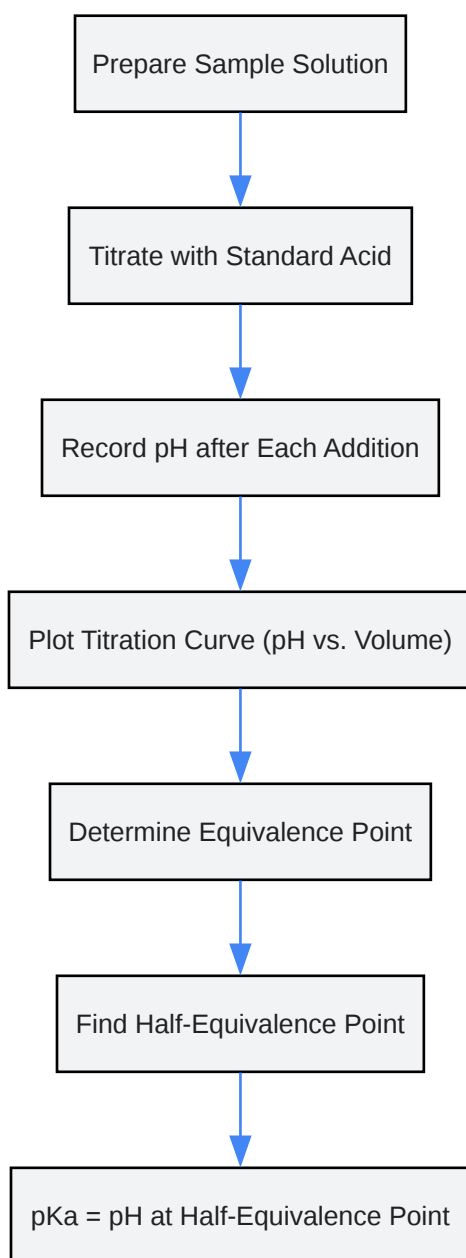 Prepare Sample Solution
Titrate with Standard Acid
Record pH after Each Addition
Plot Titration Curve (pH vs. Volume)
Determine Equivalence Point
Find Half-Equivalence Point
pKa = pH at Half-Equivalence Point